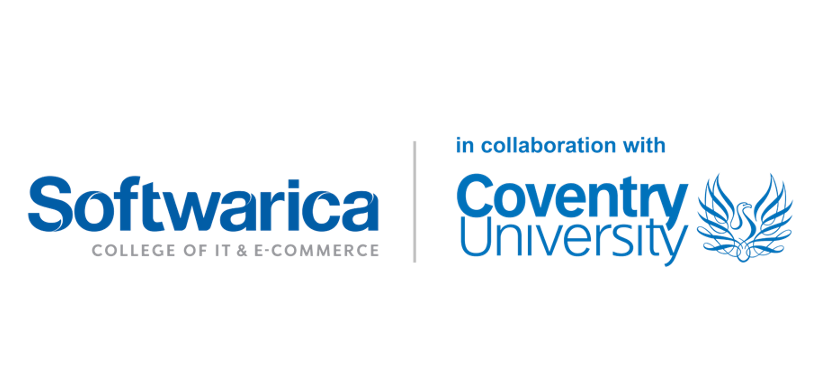 Softwarica
COLLEGE OF IT & E-COMMERCE
in collaboration with
Coventry
University